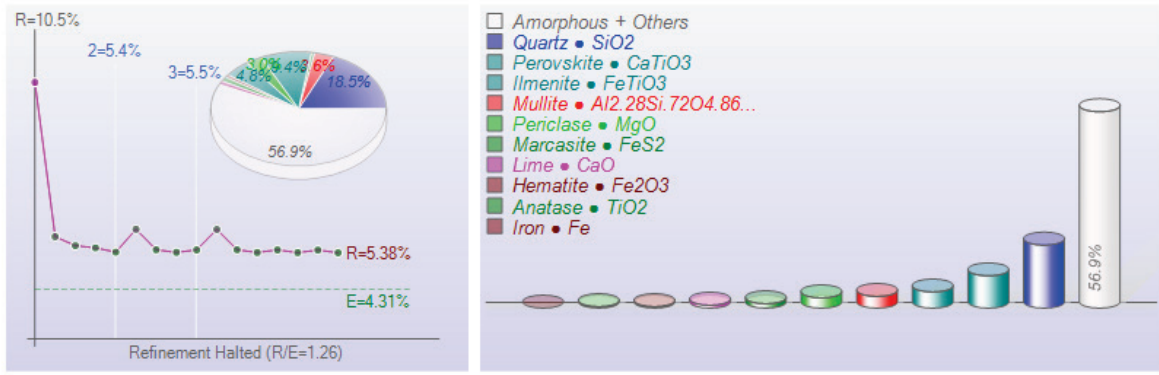 R=10.5%
2=5.4%
3=5.5%
4.8%
3.0%
9.4%
3.6%
18.5%
56.9%
R=5.38%
E=4.31%
Refinement Halted (R/E=1.26)
Amorphous + Others
Quartz ● SiO2
Perovskite ● CaTiO3
Ilmenite ● FeTiO3
Mullite ● Al2.28Si.72O4.86...
Periclase ● MgO
Marcasite ● FeS2
Lime ● CaO
Hematite ● Fe2O3
Anatase ● TiO2
Iron ● Fe
56.9%